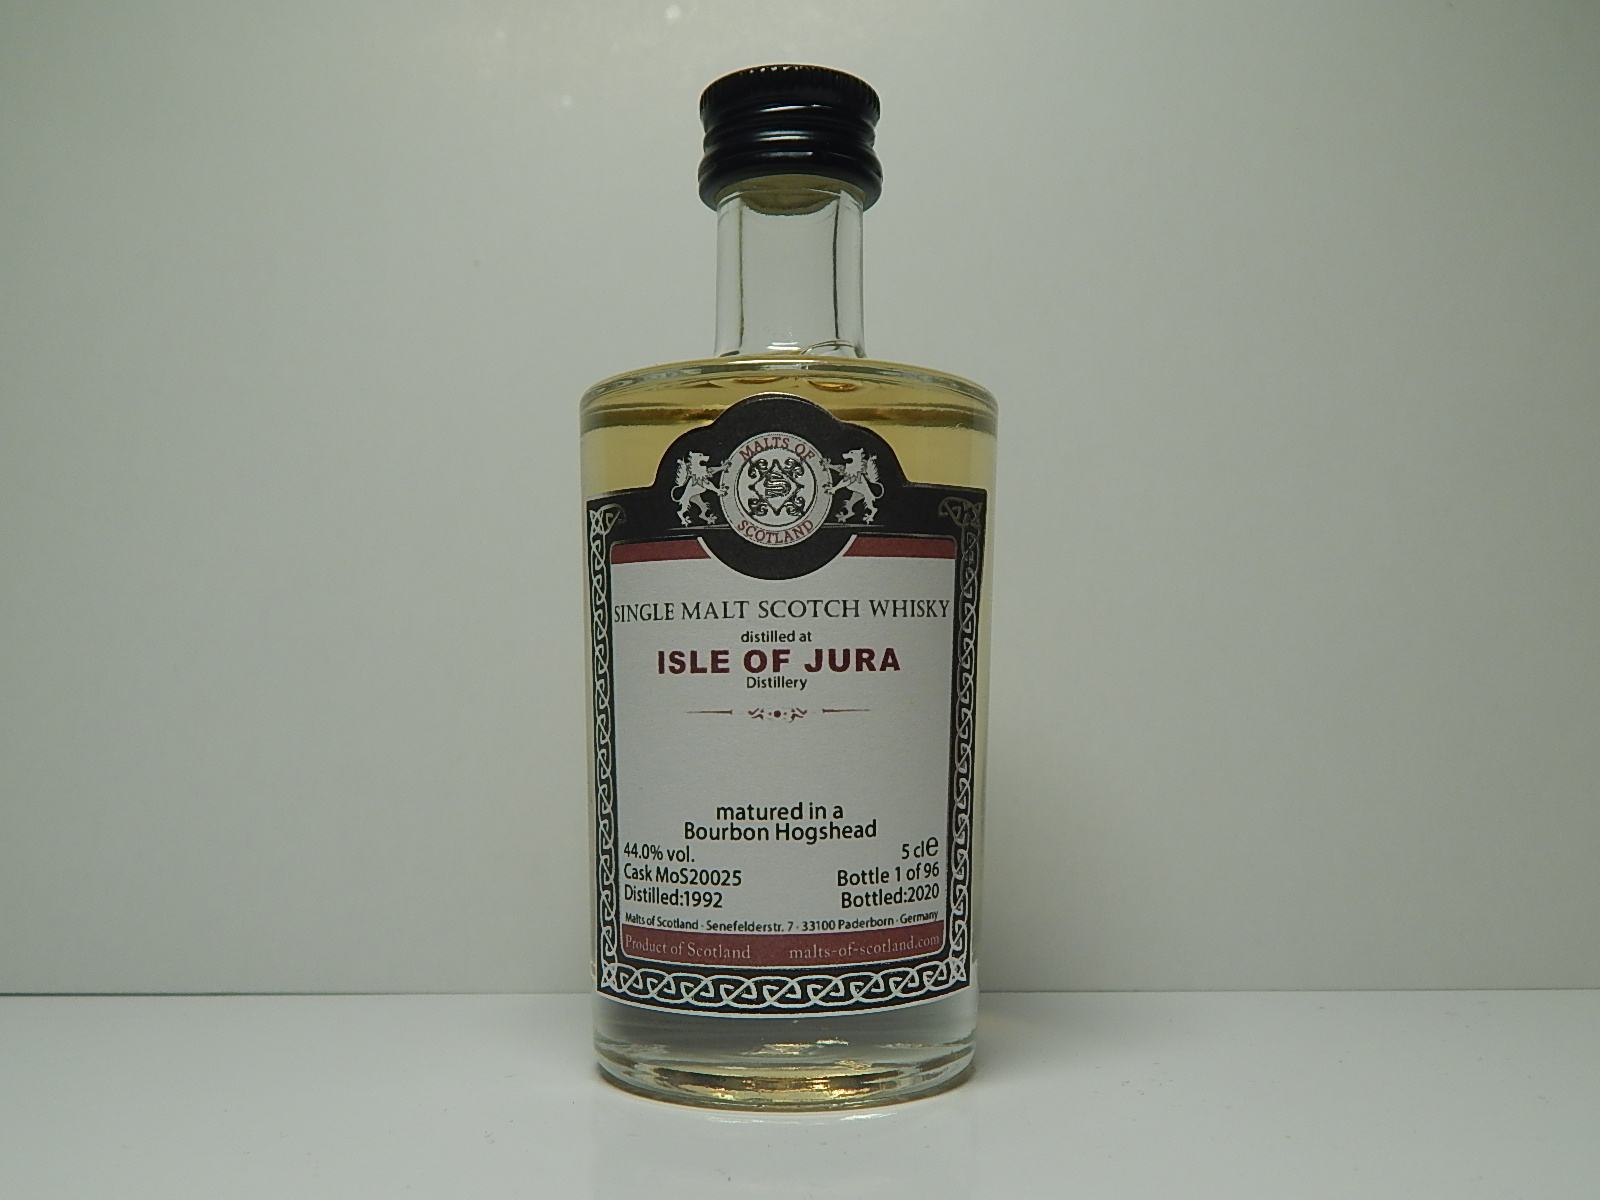 MALTS OF
S
SCOTLAND
SINGLE MALT SCOTCH WHISKY
distilled at
ISLE OF JURA
Distillery
matured in a
Bourbon Hogshead
44.0% vol. 5 cl℮
Cask MoS20025 Bottle 1 of 96
Distilled:1992 Bottled:2020
Malts of Scotland · Senefelderstr. 7 · 33100 Paderborn · Germany
Product of Scotland malts-of-scotland.com